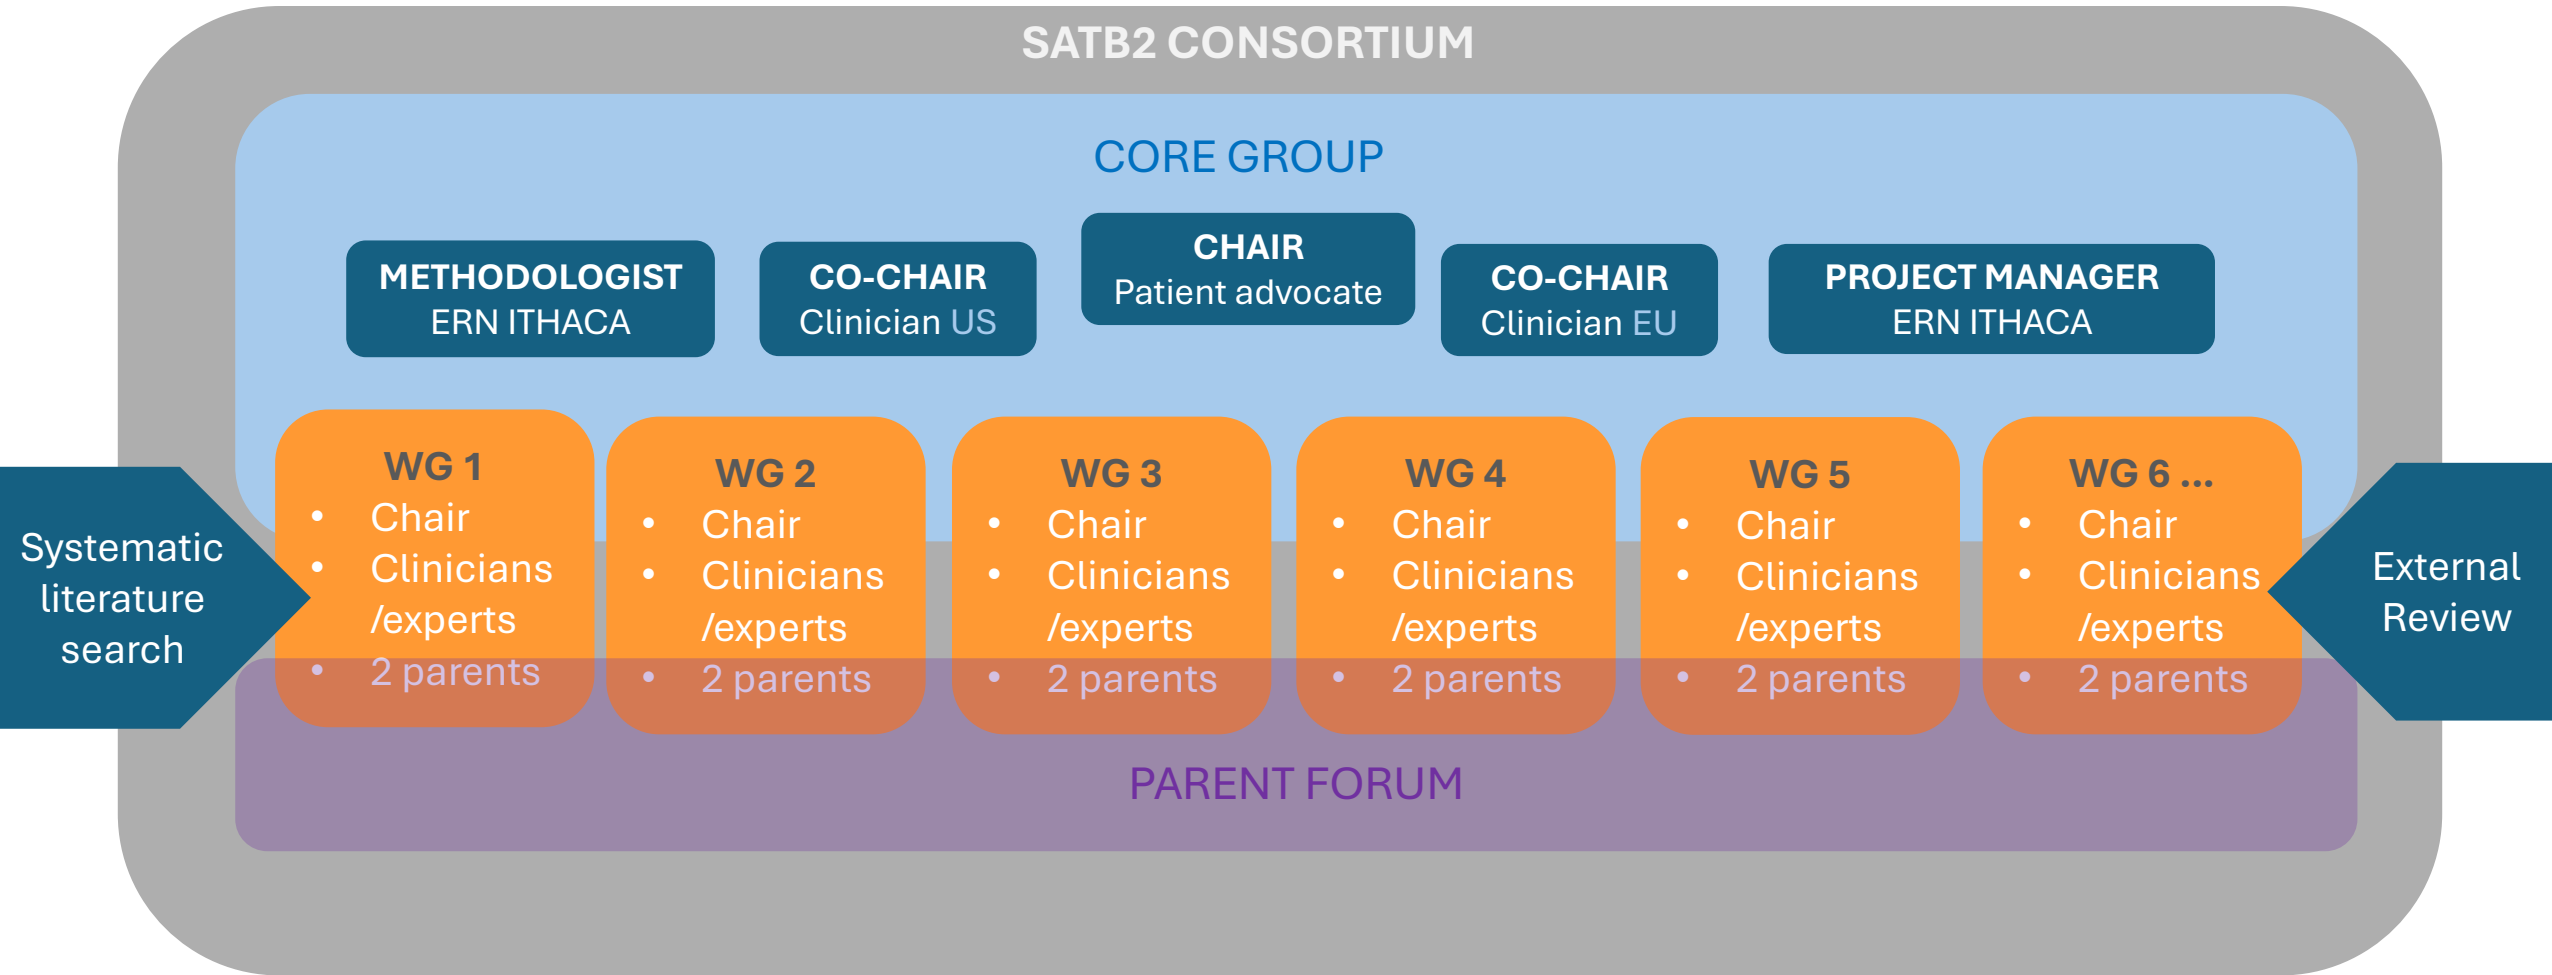 SATB2 CONSORTIUM
CORE GROUP
METHODOLOGIST
ERN ITHACA
CO-CHAIR
Clinician US
CHAIR
Patient advocate
CO-CHAIR
Clinician EU
PROJECT MANAGER
ERN ITHACA
Systematic
literature
search
WG 1
• Chair
• Clinicians
/experts
• 2 parents
WG 2
• Chair
• Clinicians
/experts
• 2 parents
WG 3
• Chair
• Clinicians
/experts
• 2 parents
WG 4
• Chair
• Clinicians
/experts
• 2 parents
WG 5
• Chair
• Clinicians
/experts
• 2 parents
WG 6 ...
• Chair
• Clinicians
/experts
• 2 parents
External
Review
PARENT FORUM